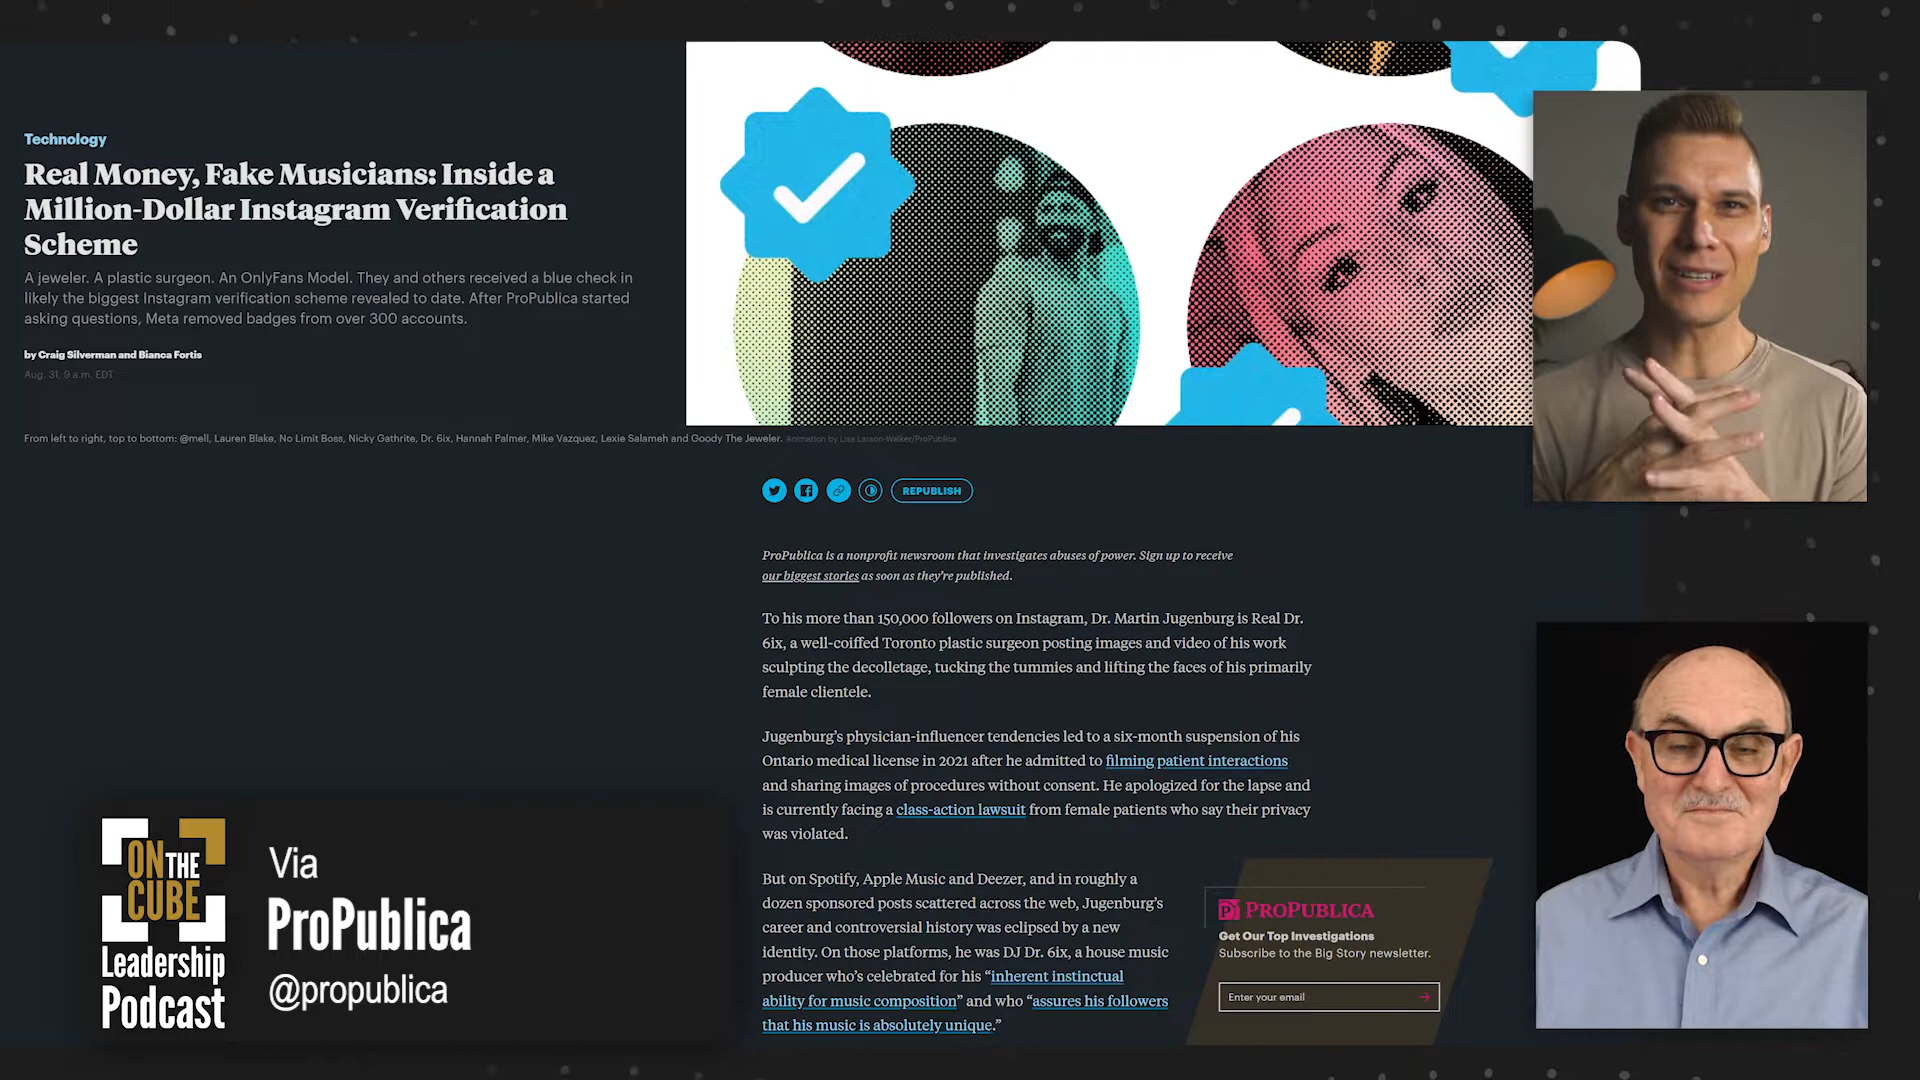 Technology
Real Money, Fake Musicians: Inside a
Million-Dollar Instagram Verification
Scheme
A jeweler. A plastic surgeon. An OnlyFans Model. They and others received a blue check in
likely the biggest Instagram verification scheme revealed to date. After ProPublica started
asking questions, Meta removed badges from over 300 accounts.
by Craig Silverman and Bianca Fortis
Aug. 31, 9 a.m. EDT
From left to right, top to bottom: @mell, Lauren Blake, No Limit Boss, Nicky Gathrite, Dr. 6ix, Hannah Palmer, Mike Vazquez, Lexie Salameh and Goody The Jeweler. Animation by Lisa Larson-Walker/ProPublica
REPUBLISH
ProPublica is a nonprofit newsroom that investigates abuses of power. Sign up to receive
our biggest stories as soon as they’re published.
To his more than 150,000 followers on Instagram, Dr. Martin Jugenburg is Real Dr.
6ix, a well-coiffed Toronto plastic surgeon posting images and video of his work
sculpting the decolletage, tucking the tummies and lifting the faces of his primarily
female clientele.
Jugenburg’s physician-influencer tendencies led to a six-month suspension of his
Ontario medical license in 2021 after he admitted to filming patient interactions
and sharing images of procedures without consent. He apologized for the lapse and
is currently facing a class-action lawsuit from female patients who say their privacy
was violated.
But on Spotify, Apple Music and Deezer, and in roughly a
dozen sponsored posts scattered across the web, Jugenburg’s
career and controversial history was eclipsed by a new
identity. On those platforms, he was DJ Dr. 6ix, a house music
producer who’s celebrated for his “inherent instinctual
ability for music composition” and who “assures his followers
that his music is absolutely unique.”
PROPUBLICA
Get Our Top Investigations
Subscribe to the Big Story newsletter.
Enter your email
ON THE
CUBE
Leadership
Podcast
Via
ProPublica
@propublica